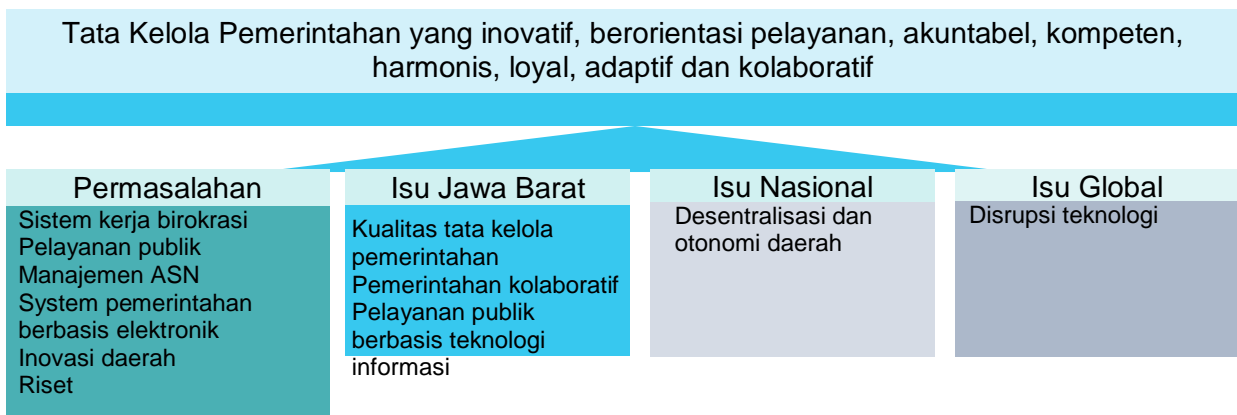 Tata Kelola Pemerintahan yang inovatif, berorientasi pelayanan, akuntabel, kompeten,
harmonis, loyal, adaptif dan kolaboratif
Permasalahan
Sistem kerja birokrasi
Pelayanan publik
Manajemen ASN
System pemerintahan
berbasis elektronik
Inovasi daerah
Riset
Isu Jawa Barat
Kualitas tata kelola
pemerintahan
Pemerintahan kolaboratif
Pelayanan publik
berbasis teknologi
informasi
Isu Nasional
Desentralisasi dan
otonomi daerah
Isu Global
Disrupsi teknologi